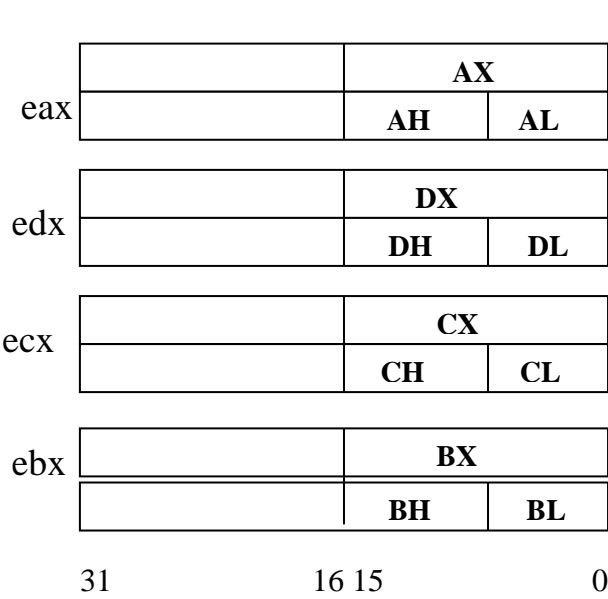 AX
eax
AH AL
DX
edx
DH DL
CX
ecx
CH CL
BX
ebx
BH BL
31 16 15 0